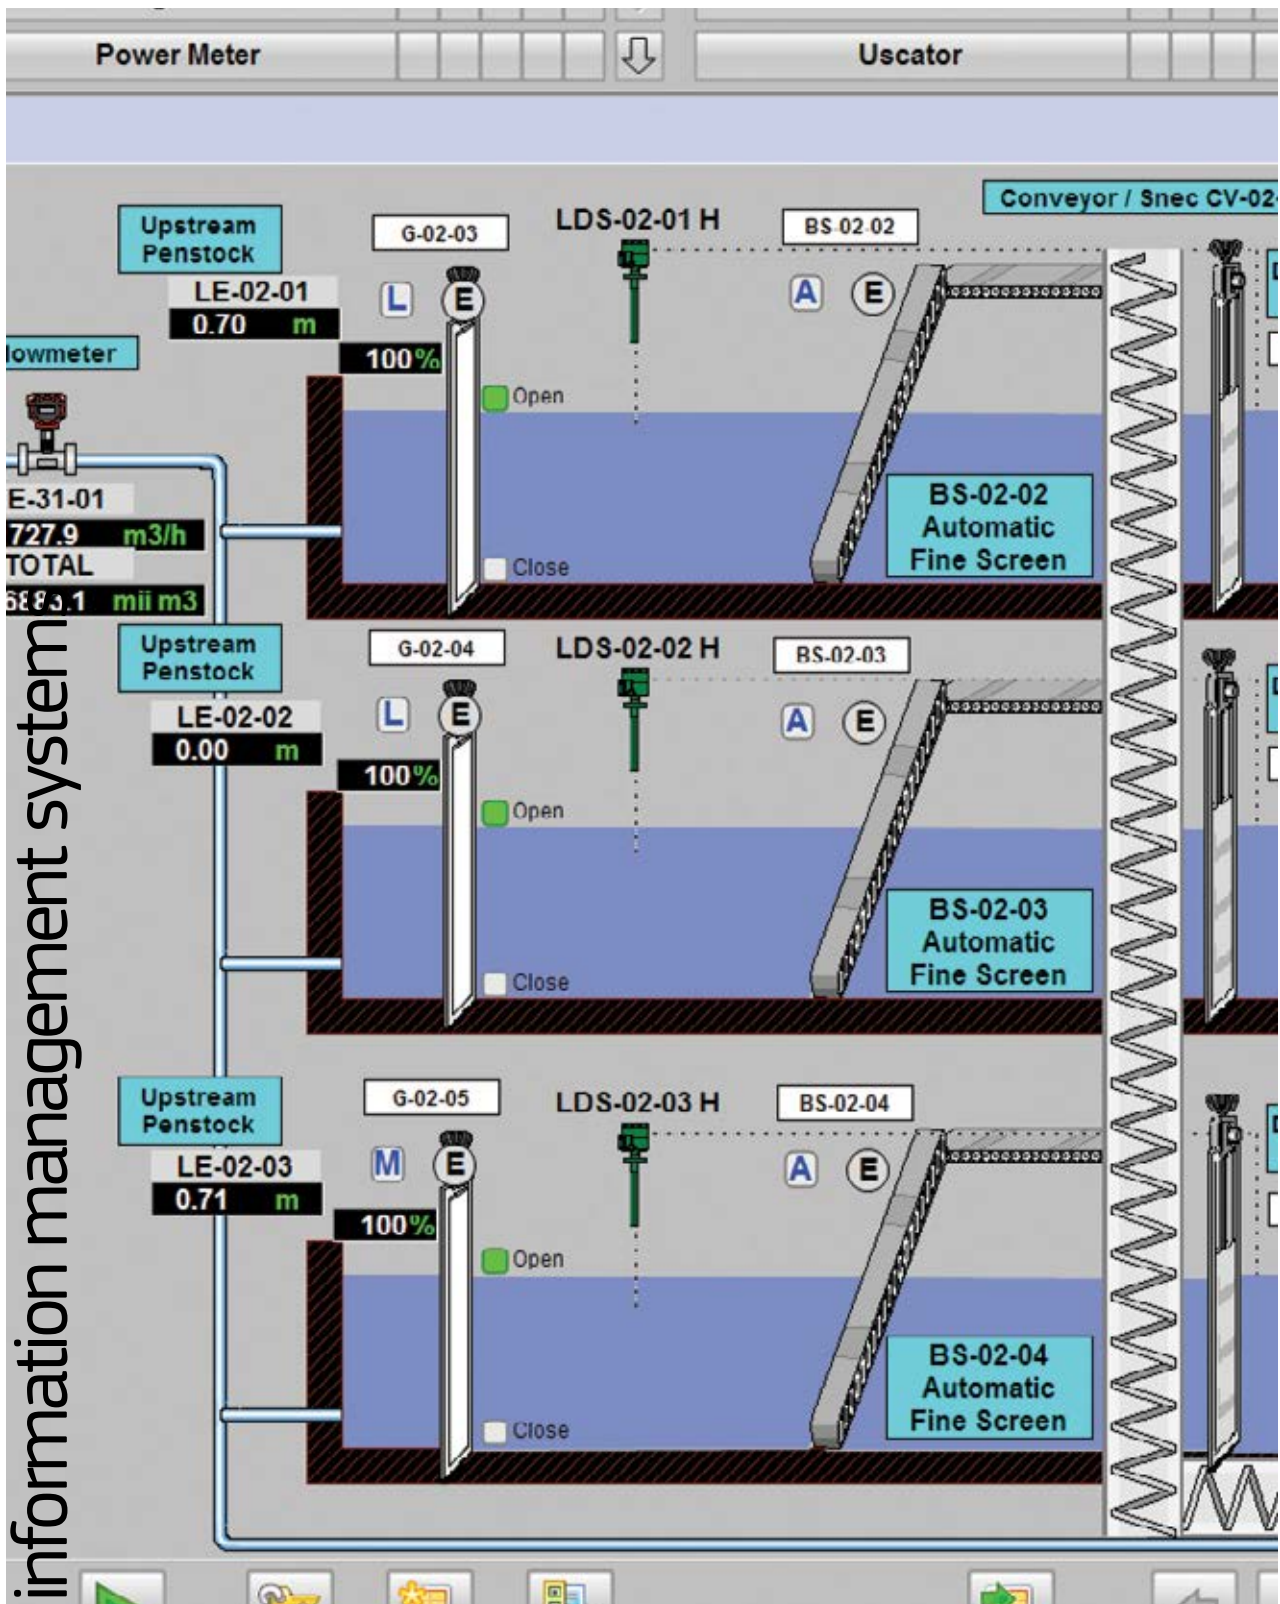 Power Meter
Uscator
Conveyor / Snec CV-02-
Upstream
Penstock
G-02-03
LDS-02-01 H
BS-02-02
LE-02-01
0.70 m
L
E
A
E
100%
lowmeter
Open
E-31-01
727.9 m3/h
TOTAL
6883.1 mii m3
BS-02-02
Automatic
Fine Screen
Close
Upstream
Penstock
G-02-04
LDS-02-02 H
BS-02-03
LE-02-02
0.00 m
L
E
A
E
100%
Open
BS-02-03
Automatic
Fine Screen
Close
Upstream
Penstock
G-02-05
LDS-02-03 H
BS-02-04
LE-02-03
0.71 m
M
E
A
E
100%
Open
BS-02-04
Automatic
Fine Screen
Close
information management systems